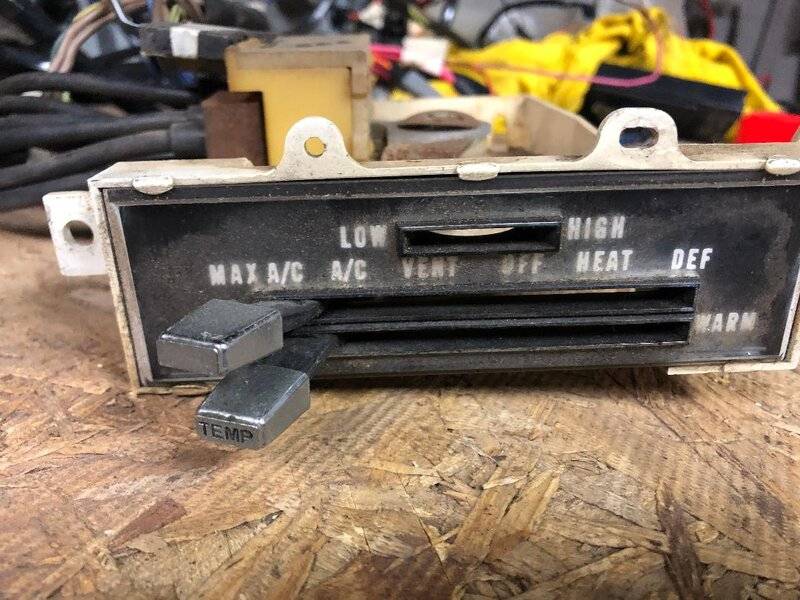 LOW HIGH
MAX A/C A/C VENT OFF HEAT DEF
WARM
TEMP